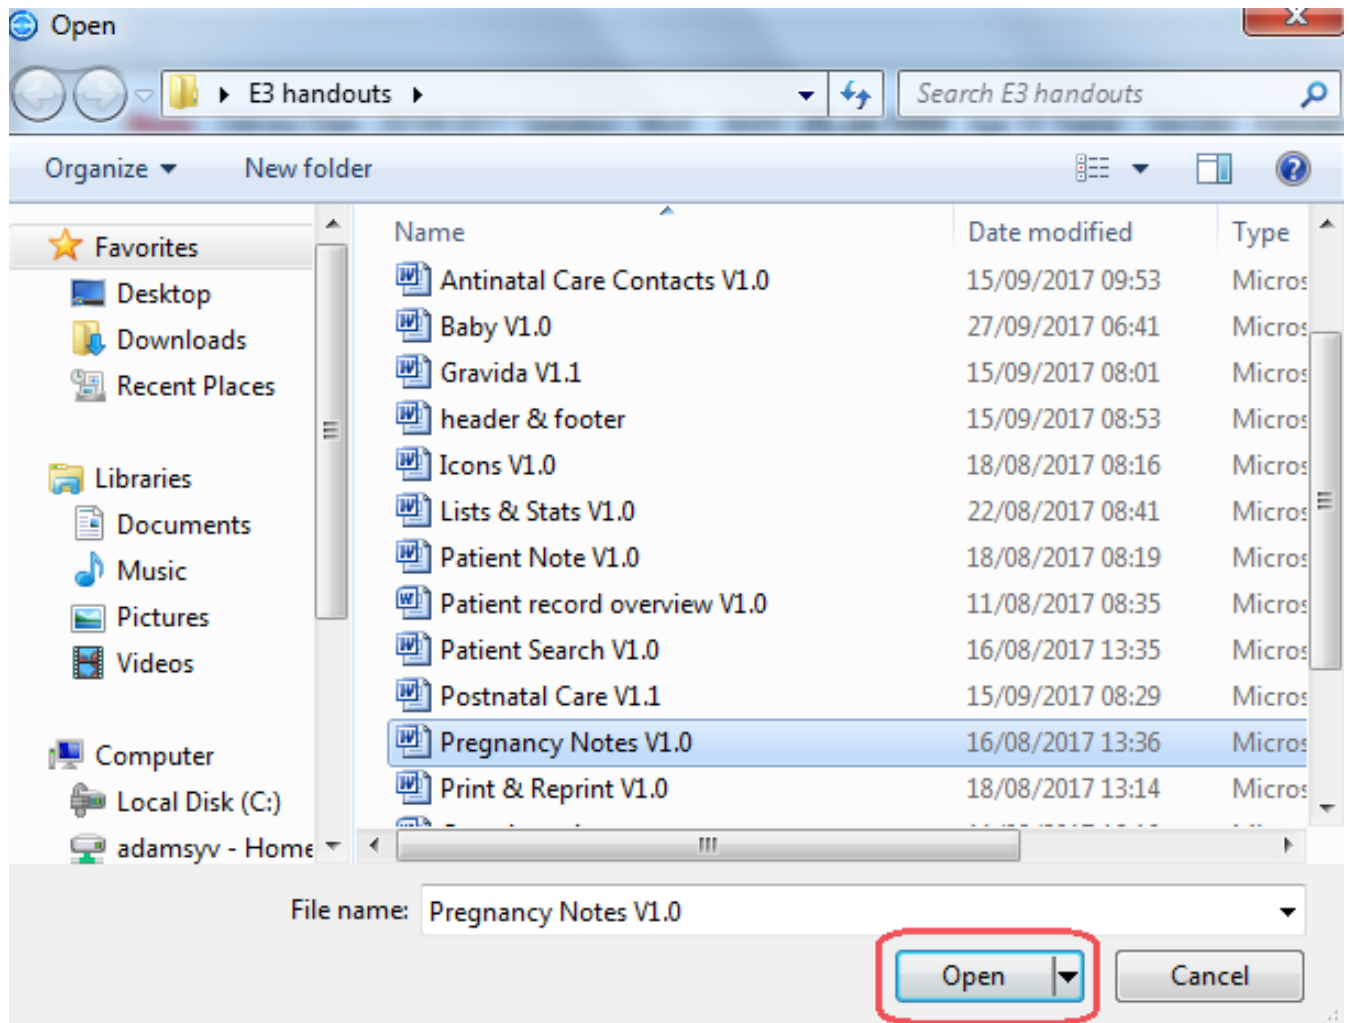 Open
E3 handouts
Search E3 handouts
Organize New folder
Name Date modified Type
Favorites
Desktop
Downloads
Recent Places
Libraries
Documents
Music
Pictures
Videos
Computer
Local Disk (C:)
adamsyv - Home
Antinatal Care Contacts V1.0 15/09/2017 09:53 Micros
Baby V1.0 27/09/2017 06:41 Micros
Gravida V1.1 15/09/2017 08:01 Micros
header & footer 15/09/2017 08:53 Micros
Icons V1.0 18/08/2017 08:16 Micros
Lists & Stats V1.0 22/08/2017 08:41 Micros
Patient Note V1.0 18/08/2017 08:19 Micros
Patient record overview V1.0 11/08/2017 08:35 Micros
Patient Search V1.0 16/08/2017 13:35 Micros
Postnatal Care V1.1 15/09/2017 08:29 Micros
Pregnancy Notes V1.0 16/08/2017 13:36 Micros
Print & Reprint V1.0 18/08/2017 13:14 Micros
File name: Pregnancy Notes V1.0
Open Cancel